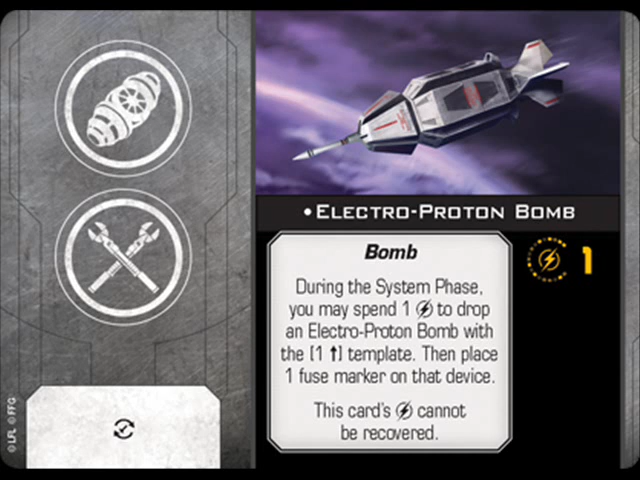 • Electro-Proton Bomb
Bomb
1
During the System Phase,
you may spend 1 to drop
an Electro-Proton Bomb with
the [1 ↑] template. Then place
1 fuse marker on that device.
This card's cannot
be recovered.
© LFL © FFG